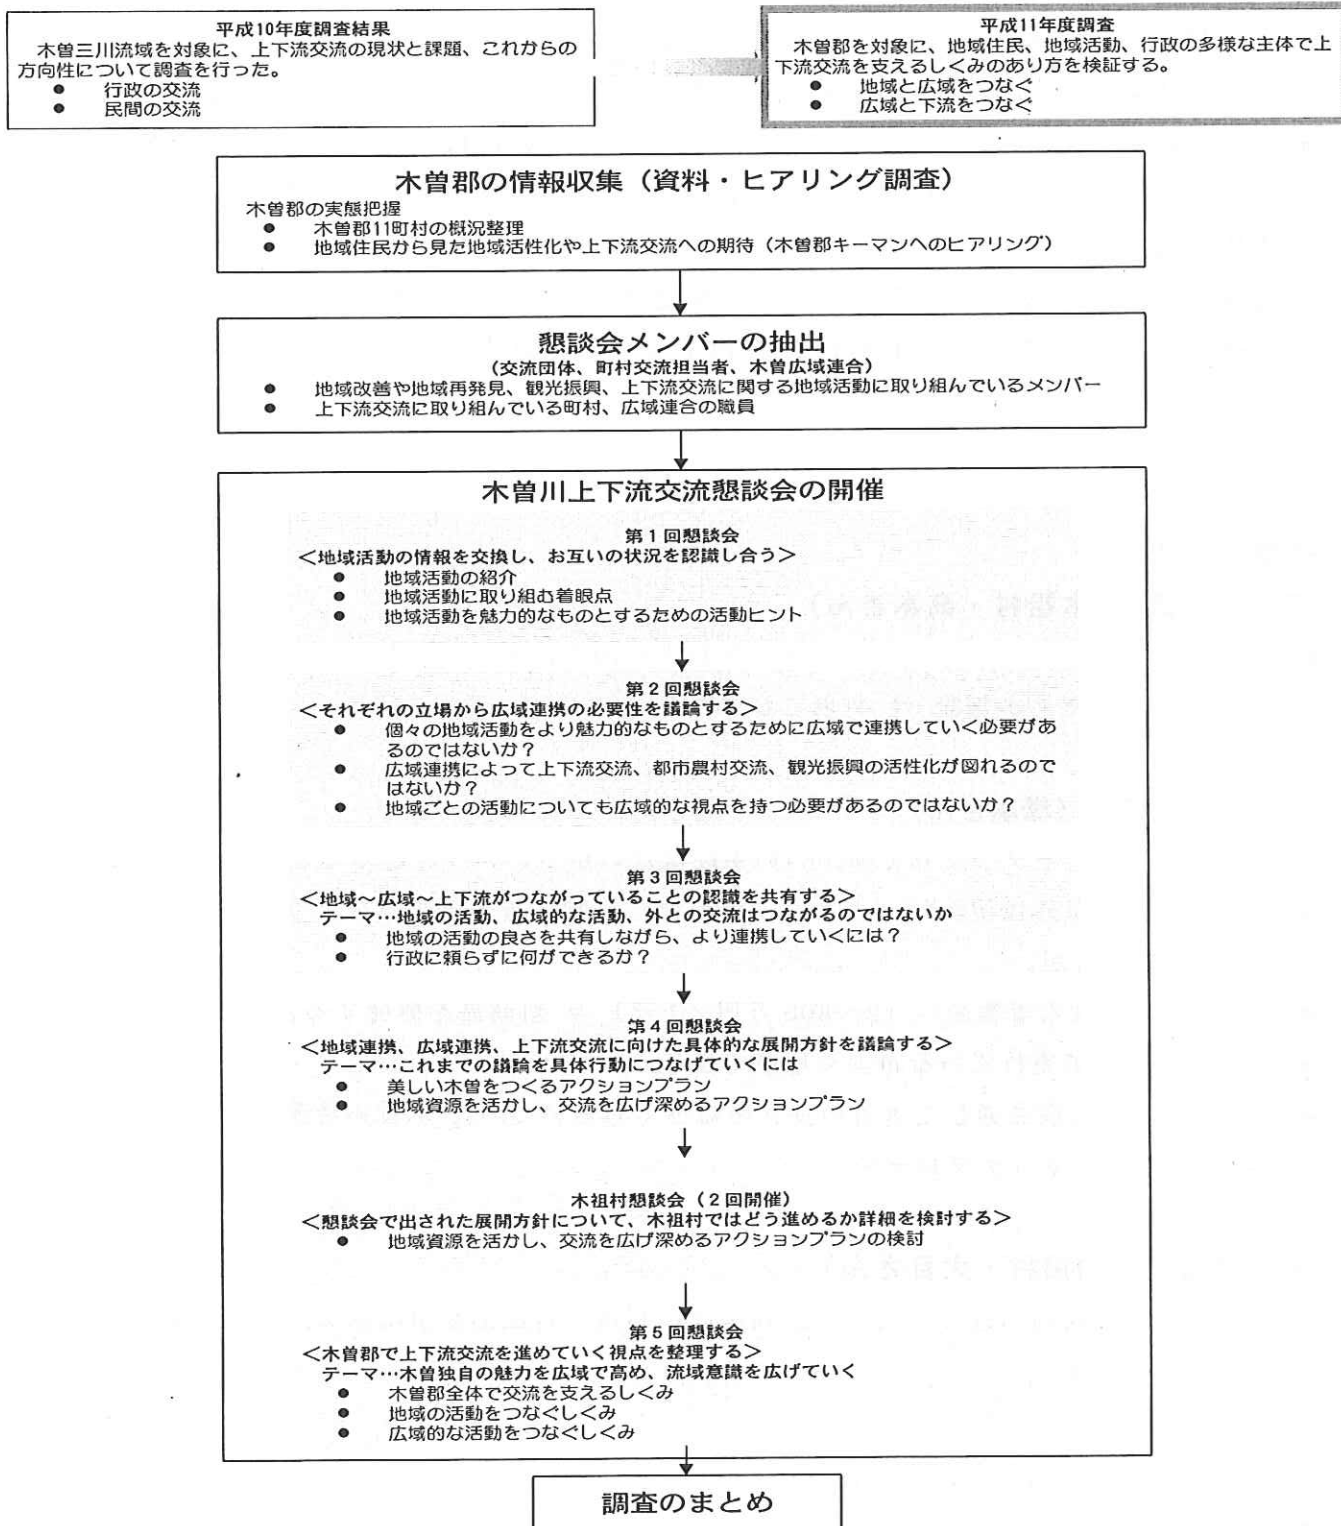 平成10年度調査結果
木曽三川流域を対象に、上下流交流の現状と課題、これからの
方向性について調査を行った。
● 行政の交流
● 民間の交流
平成11年度調査
木曽郡を対象に、地域住民、地域活動、行政の多様な主体で上
下流交流を支えるしくみのあり方を検証する。
● 地域と広域をつなぐ
● 広域と下流をつなぐ
木曽郡の情報収集（資料・ヒアリング調査）
木曽郡の実態把握
● 木曽郡11町村の概況整理
● 地域住民から見た地域活性化や上下流交流への期待（木曽郡キーマンへのヒアリング）
懇談会メンバーの抽出
（交流団体、町村交流担当者、木曽広域連合）
● 地域改善や地域再発見、観光振興、上下流交流に関する地域活動に取り組んでいるメンバー
● 上下流交流に取り組んでいる町村、広域連合の職員
木曽川上下流交流懇談会の開催
第1回懇談会
＜地域活動の情報を交換し、お互いの状況を認識し合う＞
● 地域活動の紹介
● 地域活動に取り組む着眼点
● 地域活動を魅力的なものとするための活動ヒント
第2回懇談会
＜それぞれの立場から広域連携の必要性を議論する＞
● 個々の地域活動をより魅力的なものとするために広域で連携していく必要があ
るのではないか？
● 広域連携によって上下流交流、都市農村交流、観光振興の活性化が図れるので
はないか？
● 地域ごとの活動についても広域的な視点を持つ必要があるのではないか？
第3回懇談会
＜地域～広域～上下流がつながっていることの認識を共有する＞
テーマ…地域の活動、広域的な活動、外との交流はつながるのではないか
● 地域の活動の良さを共有しながら、より連携していくには？
● 行政に頼らずに何ができるか？
第4回懇談会
＜地域連携、広域連携、上下流交流に向けた具体的な展開方針を議論する＞
テーマ…これまでの議論を具体行動につなげていくには
● 美しい木曽をつくるアクションプラン
● 地域資源を活かし、交流を広げ深めるアクションプラン
木祖村懇談会（2回開催）
＜懇談会で出された展開方針について、木祖村ではどう進めるか詳細を検討する＞
● 地域資源を活かし、交流を広げ深めるアクションプランの検討
第5回懇談会
＜木曽郡で上下流交流を進めていく視点を整理する＞
テーマ…木曽独自の魅力を広域で高め、流域意識を広げていく
● 木曽郡全体で交流を支えるしくみ
● 地域の活動をつなぐしくみ
● 広域的な活動をつなぐしくみ
調査のまとめ